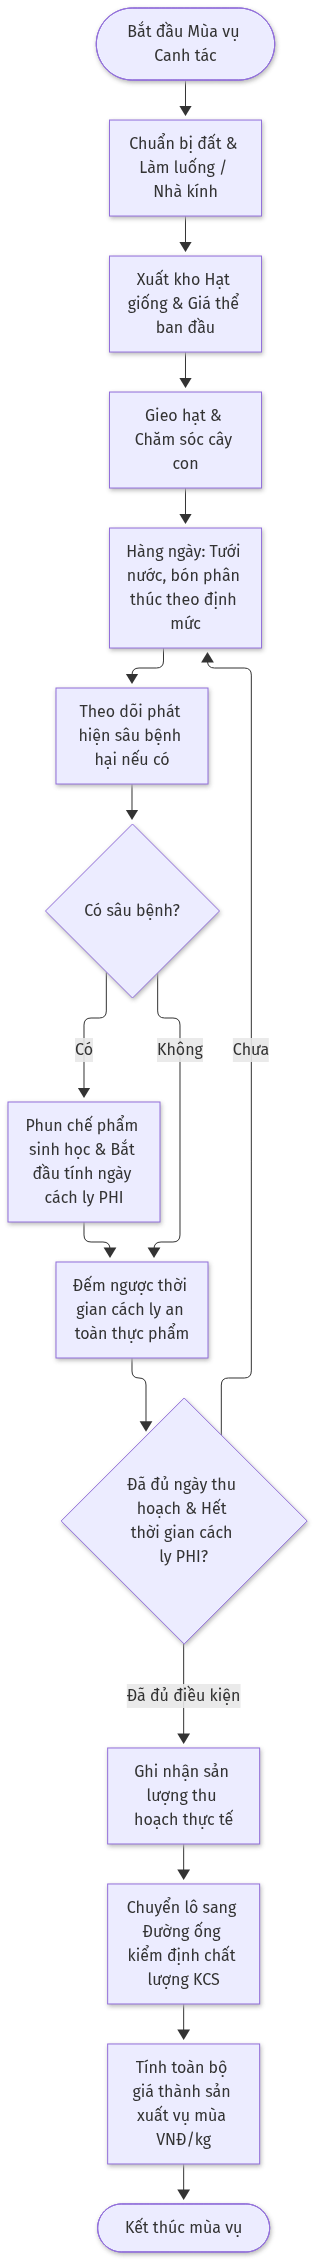 Bắt đầu Mùa vụ
Canh tác
Chuẩn bị đất &
Làm luống /
Nhà kính
Xuất kho Hạt
giống & Giá thể
ban đầu
Gieo hạt &
Chăm sóc cây
con
Hàng ngày: Tưới
nước, bón phân
thúc theo định
mức
Theo dõi phát
hiện sâu bệnh
hại nếu có
Có sâu bệnh?
Có
Không
Chưa
Phun chế phẩm
sinh học & Bắt
đầu tính ngày
cách ly PHI
Đếm ngược thời
gian cách ly an
toàn thực phẩm
Đã đủ ngày thu
hoạch & Hết
thời gian cách
ly PHI?
Đã đủ điều kiện
Ghi nhận sản
lượng thu
hoạch thực tế
Chuyển lô sang
Đường ống
kiểm định chất
lượng KCS
Tính toàn bộ
giá thành sản
xuất vụ mùa
VNĐ/kg
Kết thúc mùa vụ